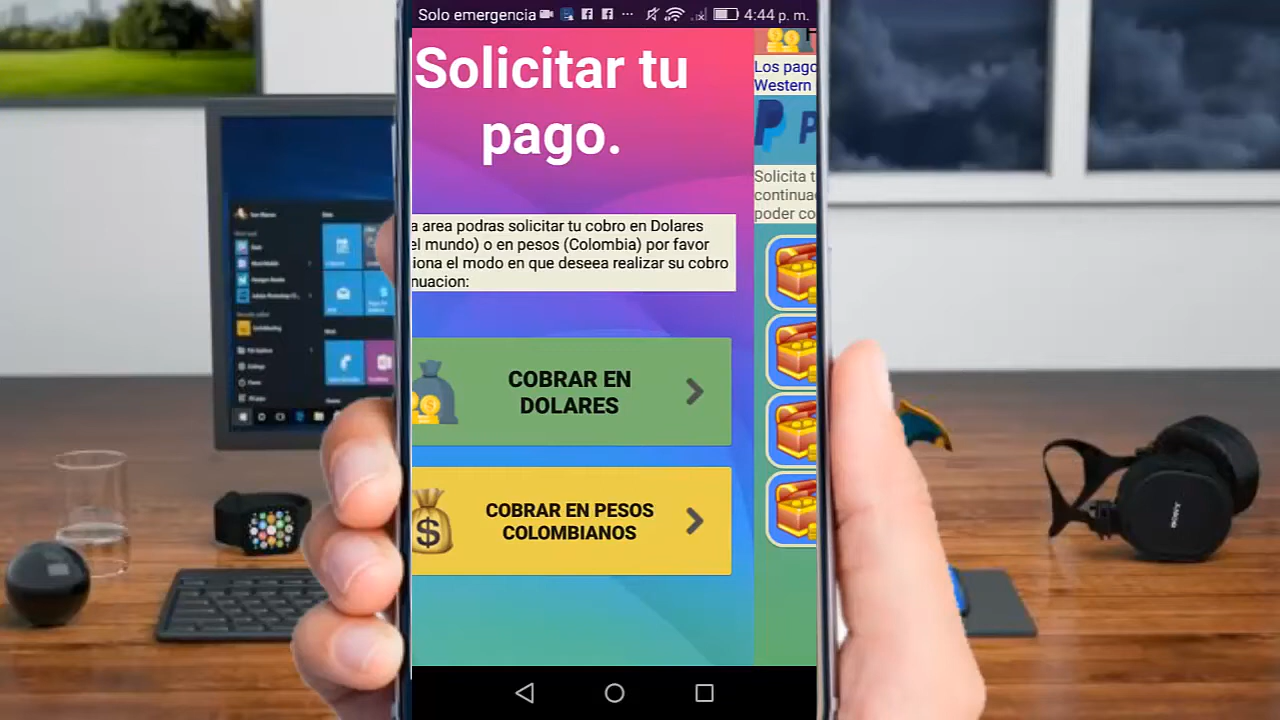 Solo emergencia
4:44 p. m.
Solicitar tu
pago.
a area podras solicitar tu cobro en Dolares
el mundo) o en pesos (Colombia) por favor
iona el modo en que deseea realizar su cobro
nuacion:
COBRAR EN
DOLARES
COBRAR EN PESOS
COLOMBIANOS
Los pago
Western
Solicita t
continuac
poder co
SONY